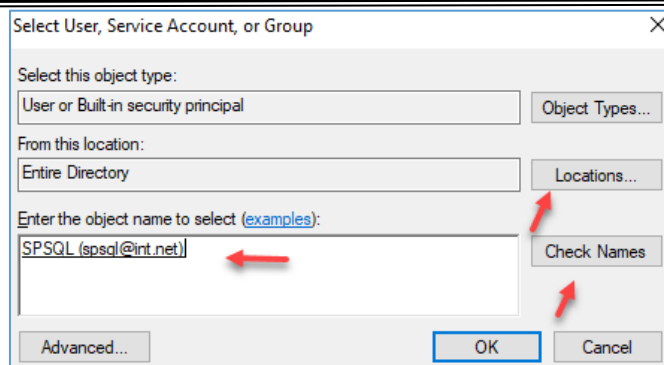 Select User, Service Account, or Group
Select this object type:
User or Built-in security principal
Object Types...
From this location:
Entire Directory
Locations...
Enter the object name to select (examples):
SPSQL (spsql@int.net)
Check Names
Advanced...
OK
Cancel